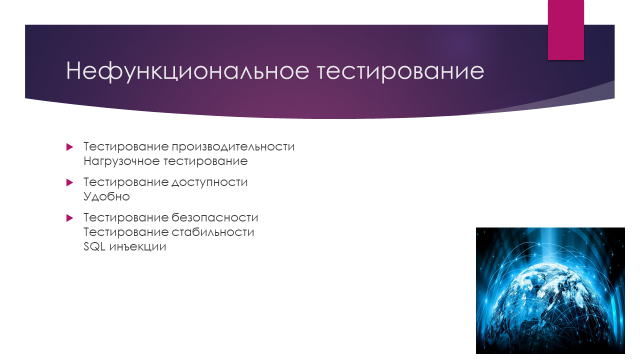 Нефункциональное тестирование
Тестирование производительности
Нагрузочное тестирование
Тестирование доступности
Удобно
Тестирование безопасности
Тестирование стабильности
SQL инъекции